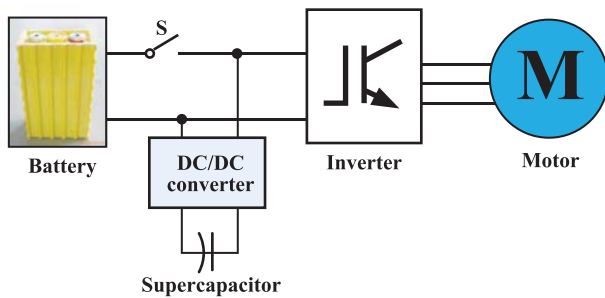 S
M
Battery
DC/DC
converter
Inverter
Motor
Supercapacitor